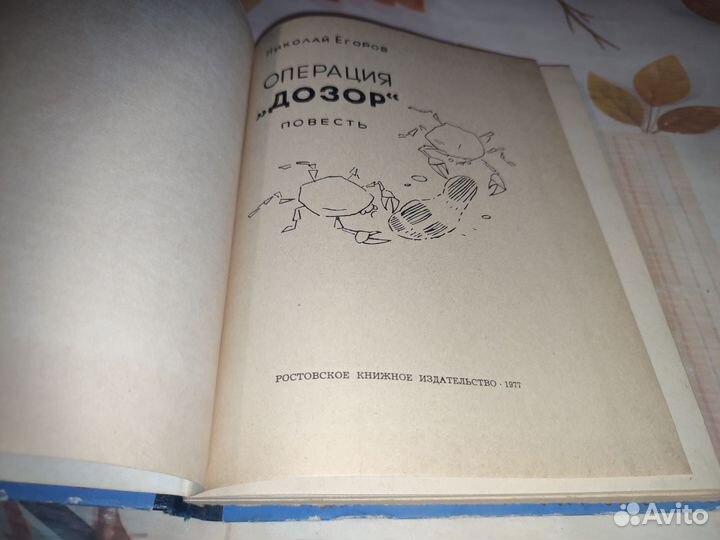 Николай Егоров
ОПЕРАЦИЯ
„ДОЗОР“
ПОВЕСТЬ
РОСТОВСКОЕ КНИЖНОЕ ИЗДАТЕЛЬСТВО · 1977
Avito